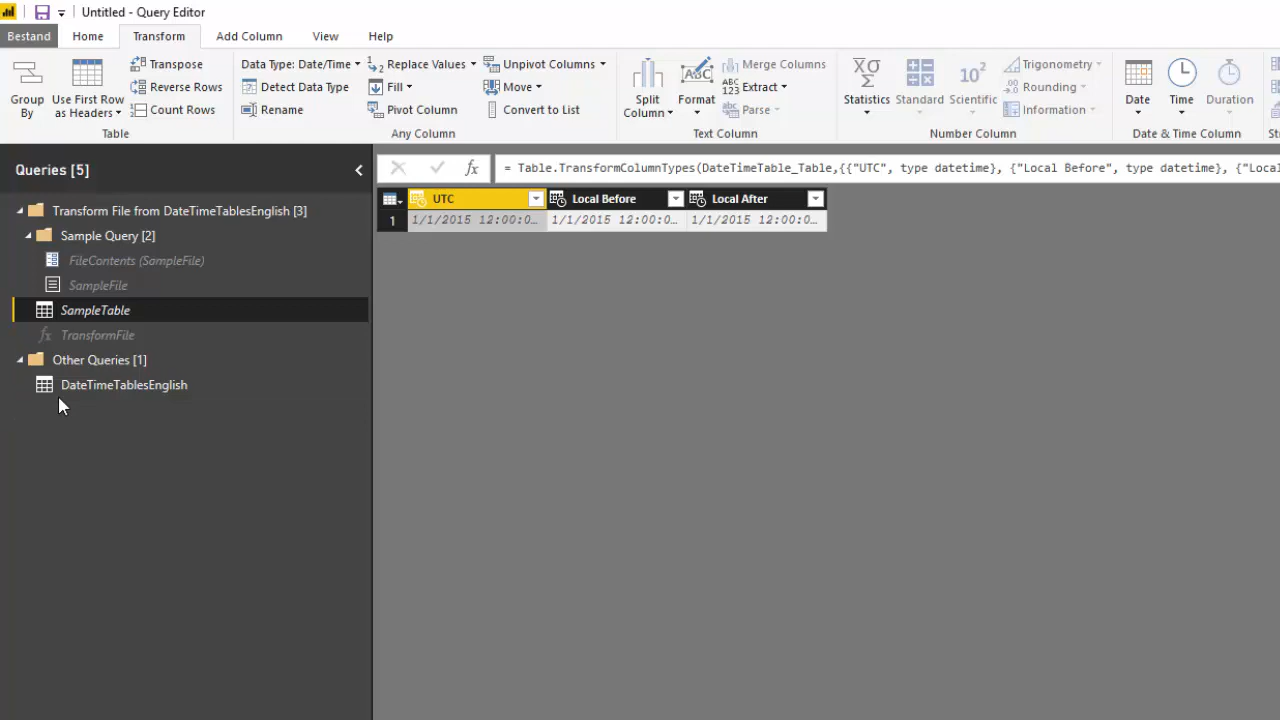 Untitled - Query Editor
Bestand Home Transform Add Column View Help
Group By
Use First Row as Headers
Transpose
Reverse Rows
Count Rows
Table
Data Type: Date/Time
Detect Data Type
Rename
Replace Values
Fill
Pivot Column
Unpivot Columns
Move
Convert to List
Any Column
Split Column
Format
Merge Columns
Extract
Parse
Text Column
Statistics
Standard
Scientific
Trigonometry
Rounding
Information
Number Column
Date
Time
Duration
Date & Time Column
Queries [5]
= Table.TransformColumnTypes(DateTimeTable_Table,{{"UTC", type datetime}, {"Local Before", type datetime}, {"Local
Transform File from DateTimeTablesEnglish [3]
Sample Query [2]
FileContents (SampleFile)
SampleFile
SampleTable
TransformFile
Other Queries [1]
DateTimeTablesEnglish
UTC Local Before Local After
1 1/1/2015 12:00:0... 1/1/2015 12:00:0... 1/1/2015 12:00:0...